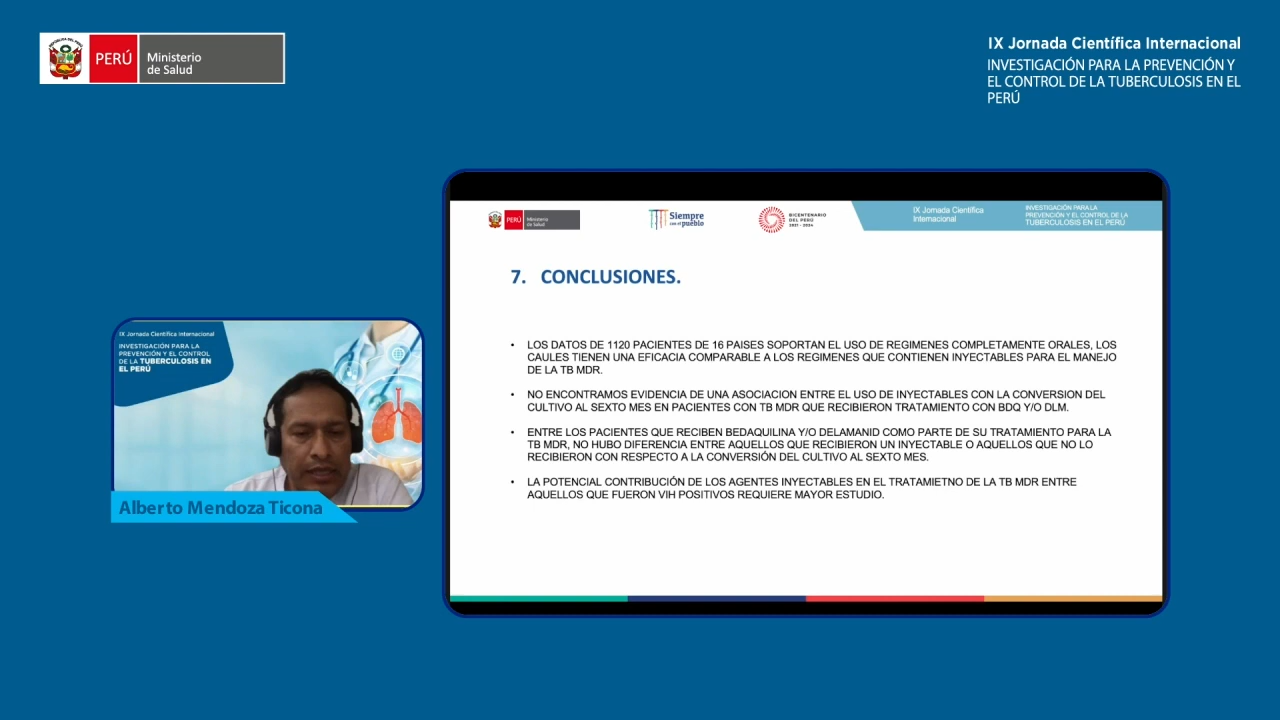 REPÚBLICA DEL PERÚ
PERÚ
Ministerio
de Salud
IX Jornada Científica Internacional
INVESTIGACIÓN PARA LA PREVENCIÓN Y
EL CONTROL DE LA TUBERCULOSIS EN EL
PERÚ
PERÚ
Ministerio
de Salud
Siempre
con el pueblo
BICENTENARIO
DEL PERÚ
2021 - 2024
IX Jornada Científica
Internacional
INVESTIGACIÓN PARA LA
PREVENCIÓN Y EL CONTROL DE LA
TUBERCULOSIS EN EL PERÚ
7. CONCLUSIONES.
• LOS DATOS DE 1120 PACIENTES DE 16 PAISES SOPORTAN EL USO DE REGIMENES COMPLETAMENTE ORALES, LOS
CAULES TIENEN UNA EFICACIA COMPARABLE A LOS REGIMENES QUE CONTIENEN INYECTABLES PARA EL MANEJO
DE LA TB MDR.
• NO ENCONTRAMOS EVIDENCIA DE UNA ASOCIACION ENTRE EL USO DE INYECTABLES CON LA CONVERSION DEL
CULTIVO AL SEXTO MES EN PACIENTES CON TB MDR QUE RECIBIERON TRATAMIENTO CON BDQ Y/O DLM.
• ENTRE LOS PACIENTES QUE RECIBEN BEDAQUILINA Y/O DELAMANID COMO PARTE DE SU TRATAMIENTO PARA LA
TB MDR, NO HUBO DIFERENCIA ENTRE AQUELLOS QUE RECIBIERON UN INYECTABLE O AQUELLOS QUE NO LO
RECIBIERON CON RESPECTO A LA CONVERSIÓN DEL CULTIVO AL SEXTO MES.
• LA POTENCIAL CONTRIBUCIÓN DE LOS AGENTES INYECTABLES EN EL TRATAMIETNO DE LA TB MDR ENTRE
AQUELLOS QUE FUERON VIH POSITIVOS REQUIERE MAYOR ESTUDIO.
IX Jornada Científica Internacional
INVESTIGACIÓN PARA LA
PREVENCIÓN Y EL CONTROL
DE LA TUBERCULOSIS EN
EL PERÚ
Alberto Mendoza Ticona